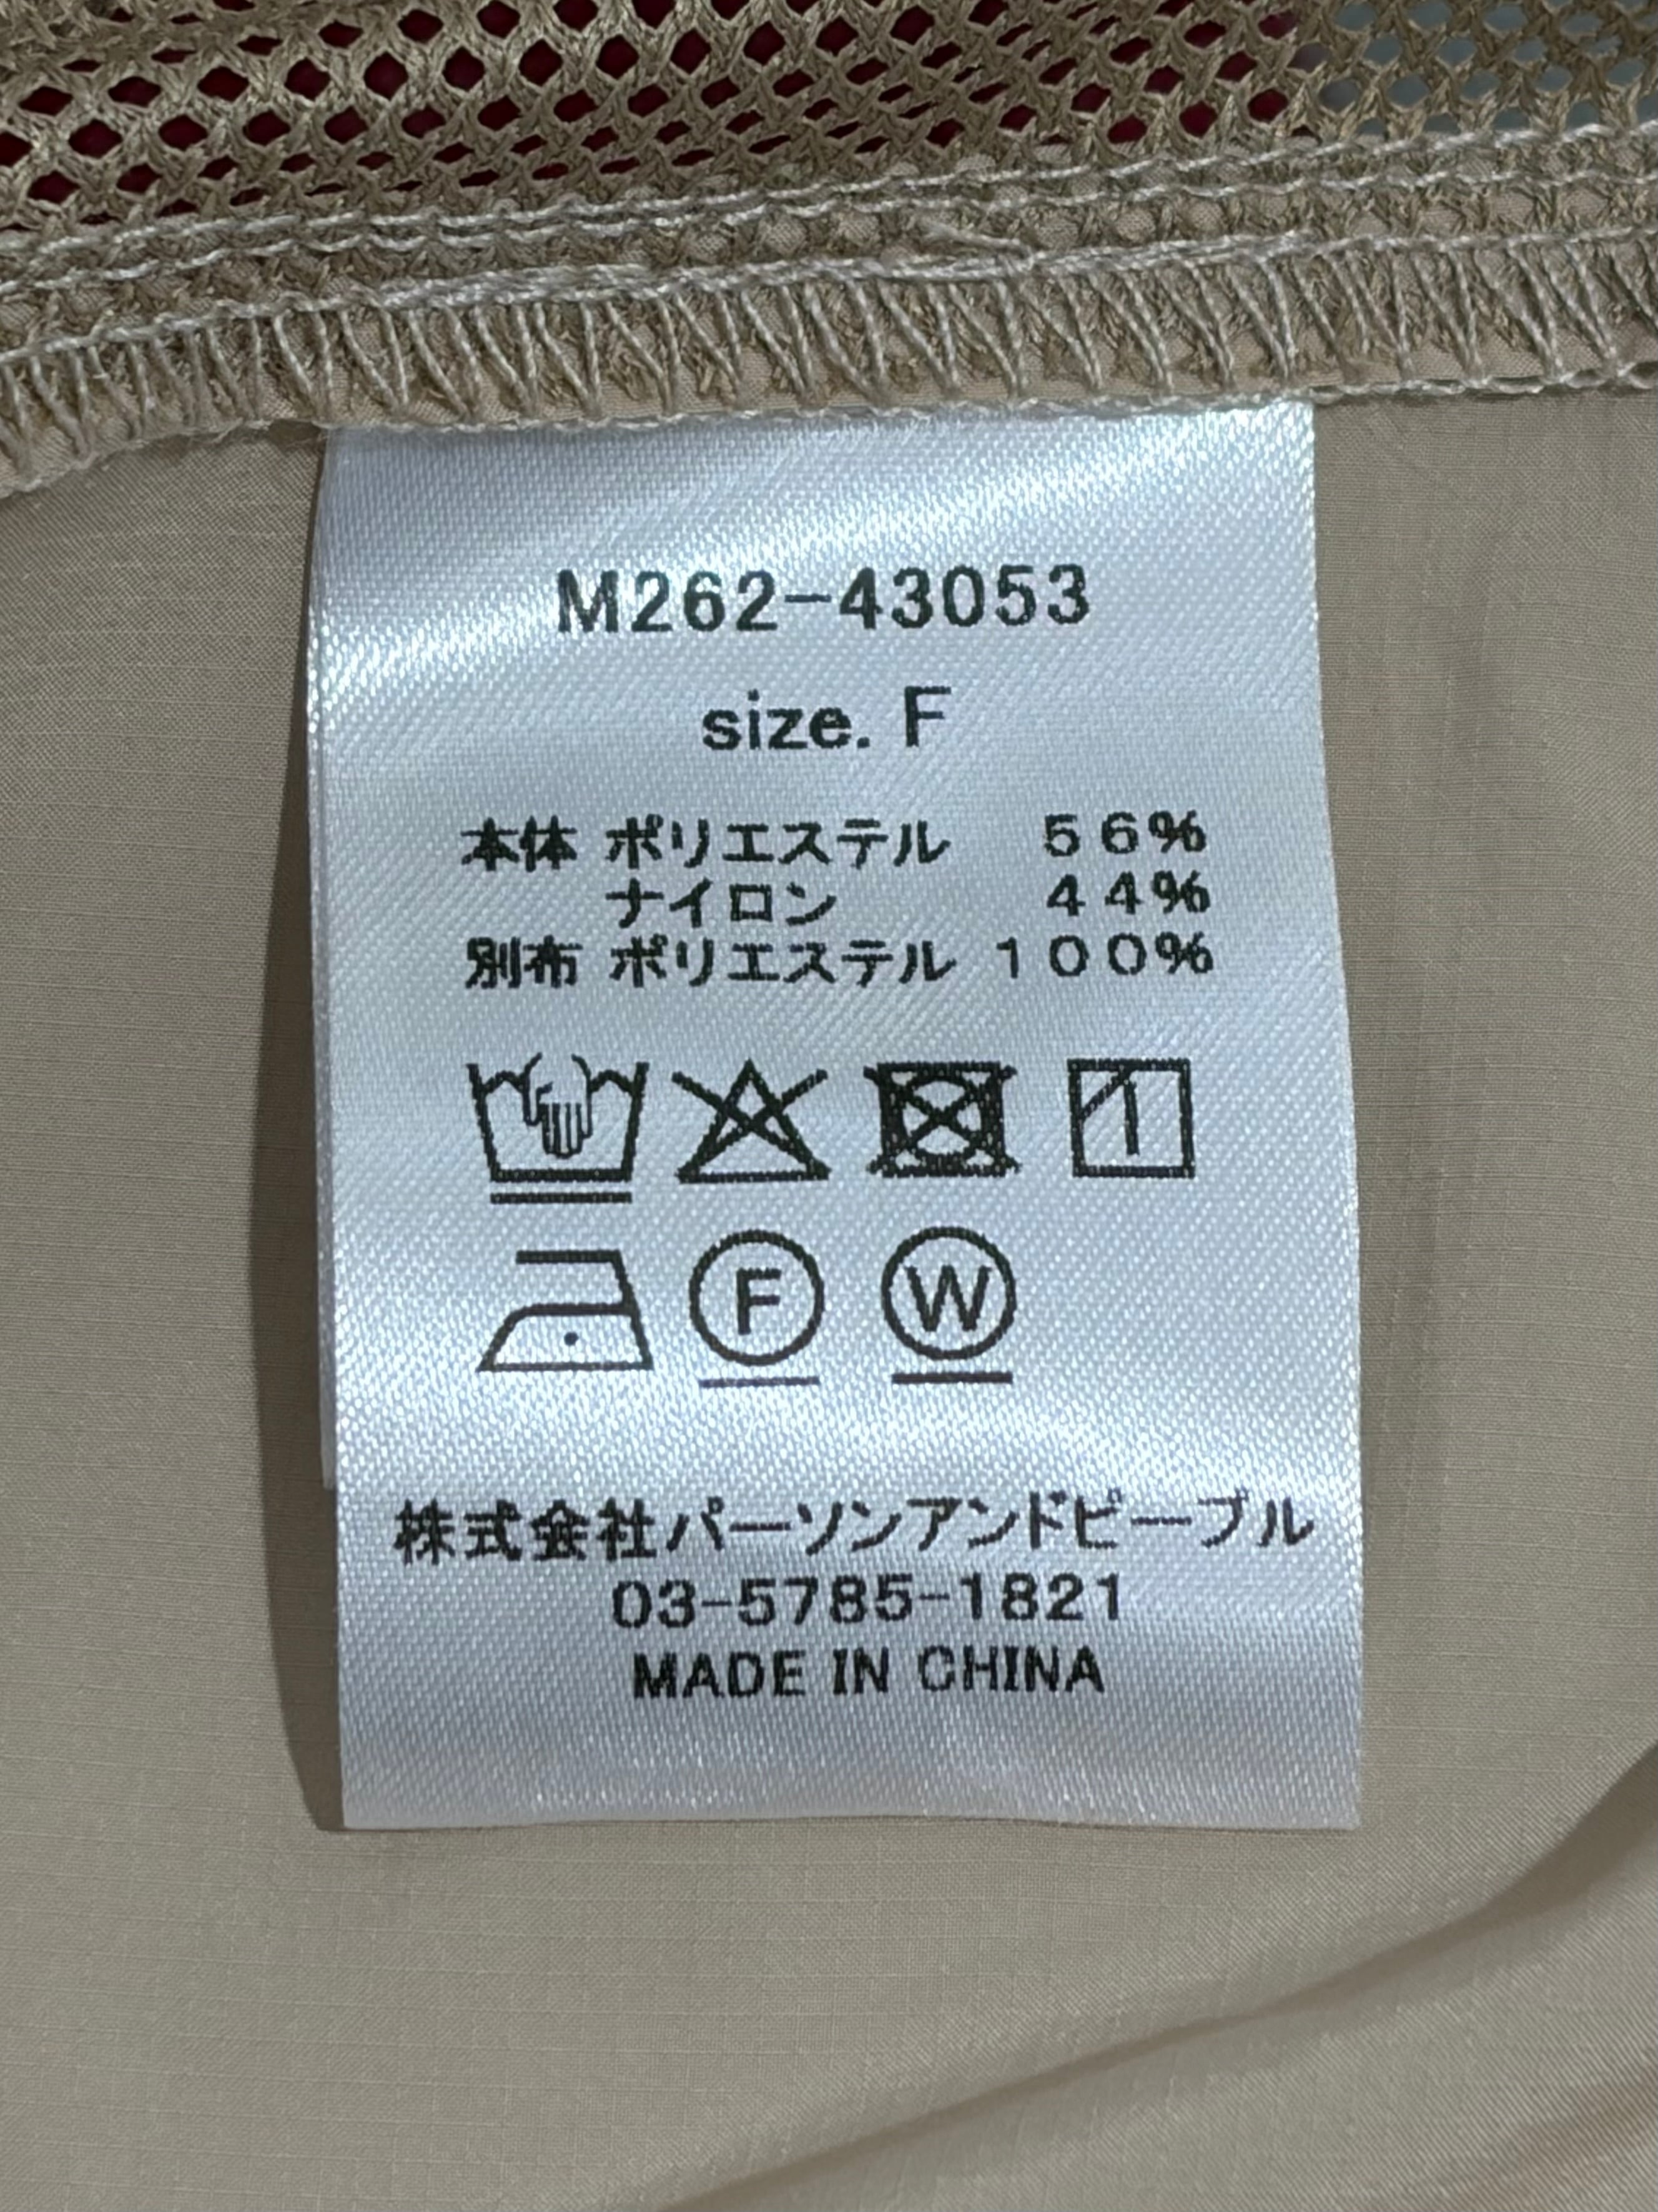 M262-43053
size. F
本体 ポリエステル 56%
ナイロン 44%
別布 ポリエステル 100%
F W
株式会社パーソンアンドピープル
03-5785-1821
MADE IN CHINA